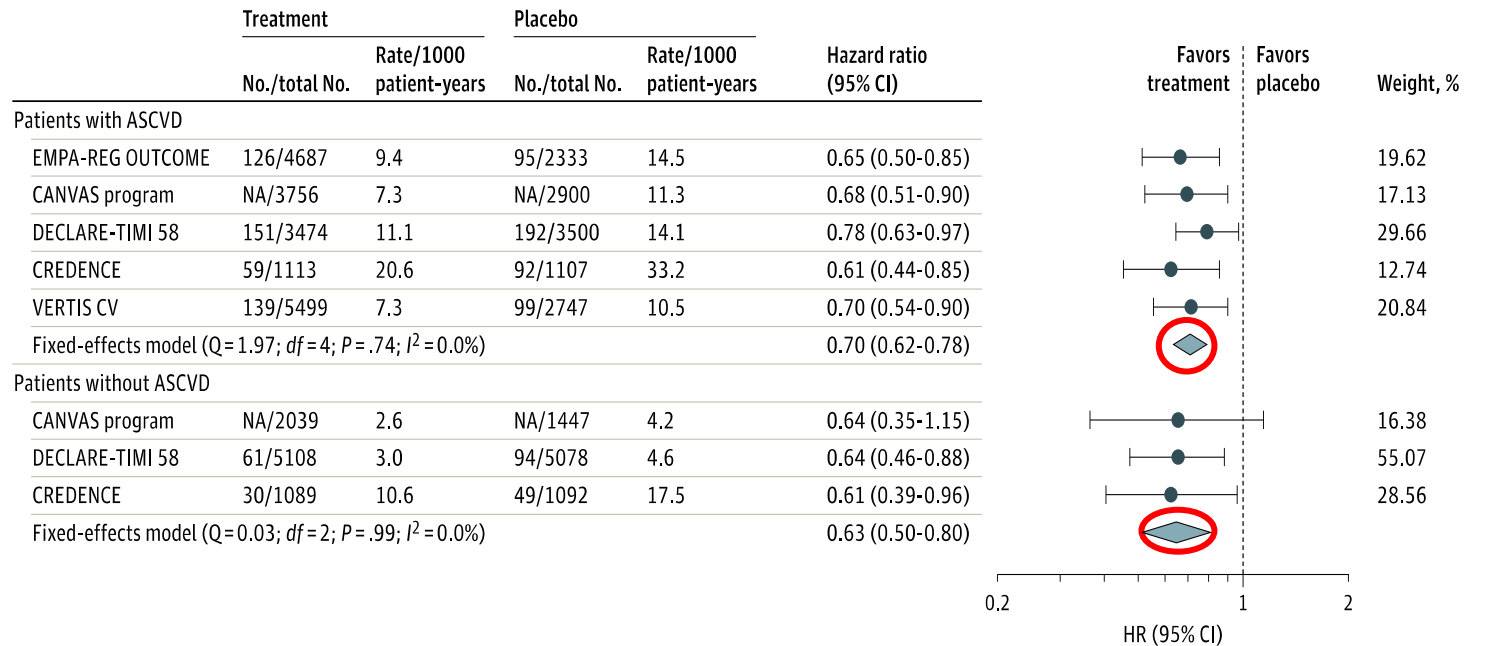 Treatment Placebo
No./total No. Rate/1000 patient-years No./total No. Rate/1000 patient-years Hazard ratio (95% CI) Favors treatment Favors placebo Weight, %
Patients with ASCVD
EMPA-REG OUTCOME 126/4687 9.4 95/2333 14.5 0.65 (0.50-0.85) 19.62
CANVAS program NA/3756 7.3 NA/2900 11.3 0.68 (0.51-0.90) 17.13
DECLARE-TIMI 58 151/3474 11.1 192/3500 14.1 0.78 (0.63-0.97) 29.66
CREDENCE 59/1113 20.6 92/1107 33.2 0.61 (0.44-0.85) 12.74
VERTIS CV 139/5499 7.3 99/2747 10.5 0.70 (0.54-0.90) 20.84
Fixed-effects model (Q=1.97; df=4; P=.74; I²=0.0%) 0.70 (0.62-0.78)
Patients without ASCVD
CANVAS program NA/2039 2.6 NA/1447 4.2 0.64 (0.35-1.15) 16.38
DECLARE-TIMI 58 61/5108 3.0 94/5078 4.6 0.64 (0.46-0.88) 55.07
CREDENCE 30/1089 10.6 49/1092 17.5 0.61 (0.39-0.96) 28.56
Fixed-effects model (Q=0.03; df=2; P=.99; I²=0.0%) 0.63 (0.50-0.80)
0.2 1 2
HR (95% CI)